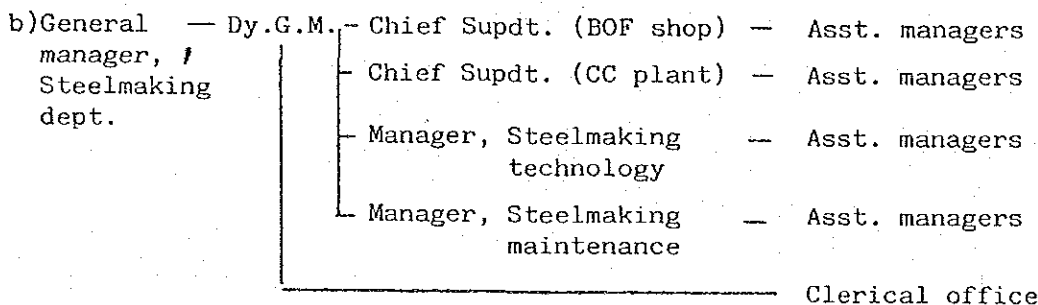 b)General — Dy.G.M. — Chief Supdt. (BOF shop) — Asst. managers
manager,
Steelmaking
dept.
Chief Supdt. (CC plant) — Asst. managers
Manager, Steelmaking — Asst. managers
technology
Manager, Steelmaking — Asst. managers
maintenance
Clerical office